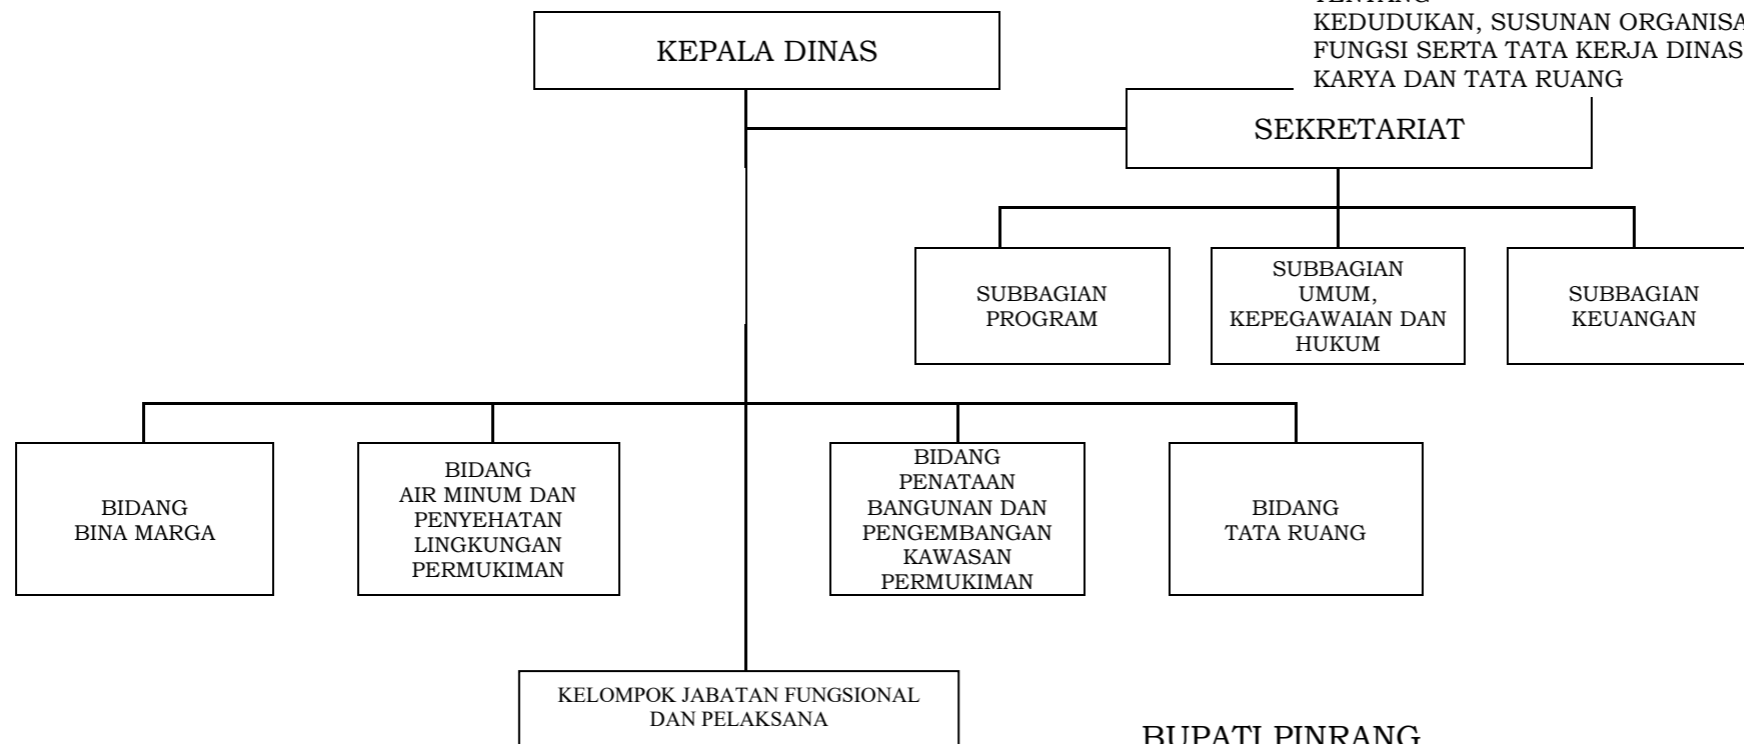 TENTANG
KEDUDUKAN, SUSUNAN ORGANISA
FUNGSI SERTA TATA KERJA DINAS
KARYA DAN TATA RUANG
KEPALA DINAS
SEKRETARIAT
SUBBAGIAN
PROGRAM
SUBBAGIAN
UMUM,
KEPEGAWAIAN DAN
HUKUM
SUBBAGIAN
KEUANGAN
BIDANG
BINA MARGA
BIDANG
AIR MINUM DAN
PENYEHATAN
LINGKUNGAN
PERMUKIMAN
BIDANG
PENATAAN
BANGUNAN DAN
PENGEMBANGAN
KAWASAN
PERMUKIMAN
BIDANG
TATA RUANG
KELOMPOK JABATAN FUNGSIONAL
DAN PELAKSANA
BUPATI PINRANG